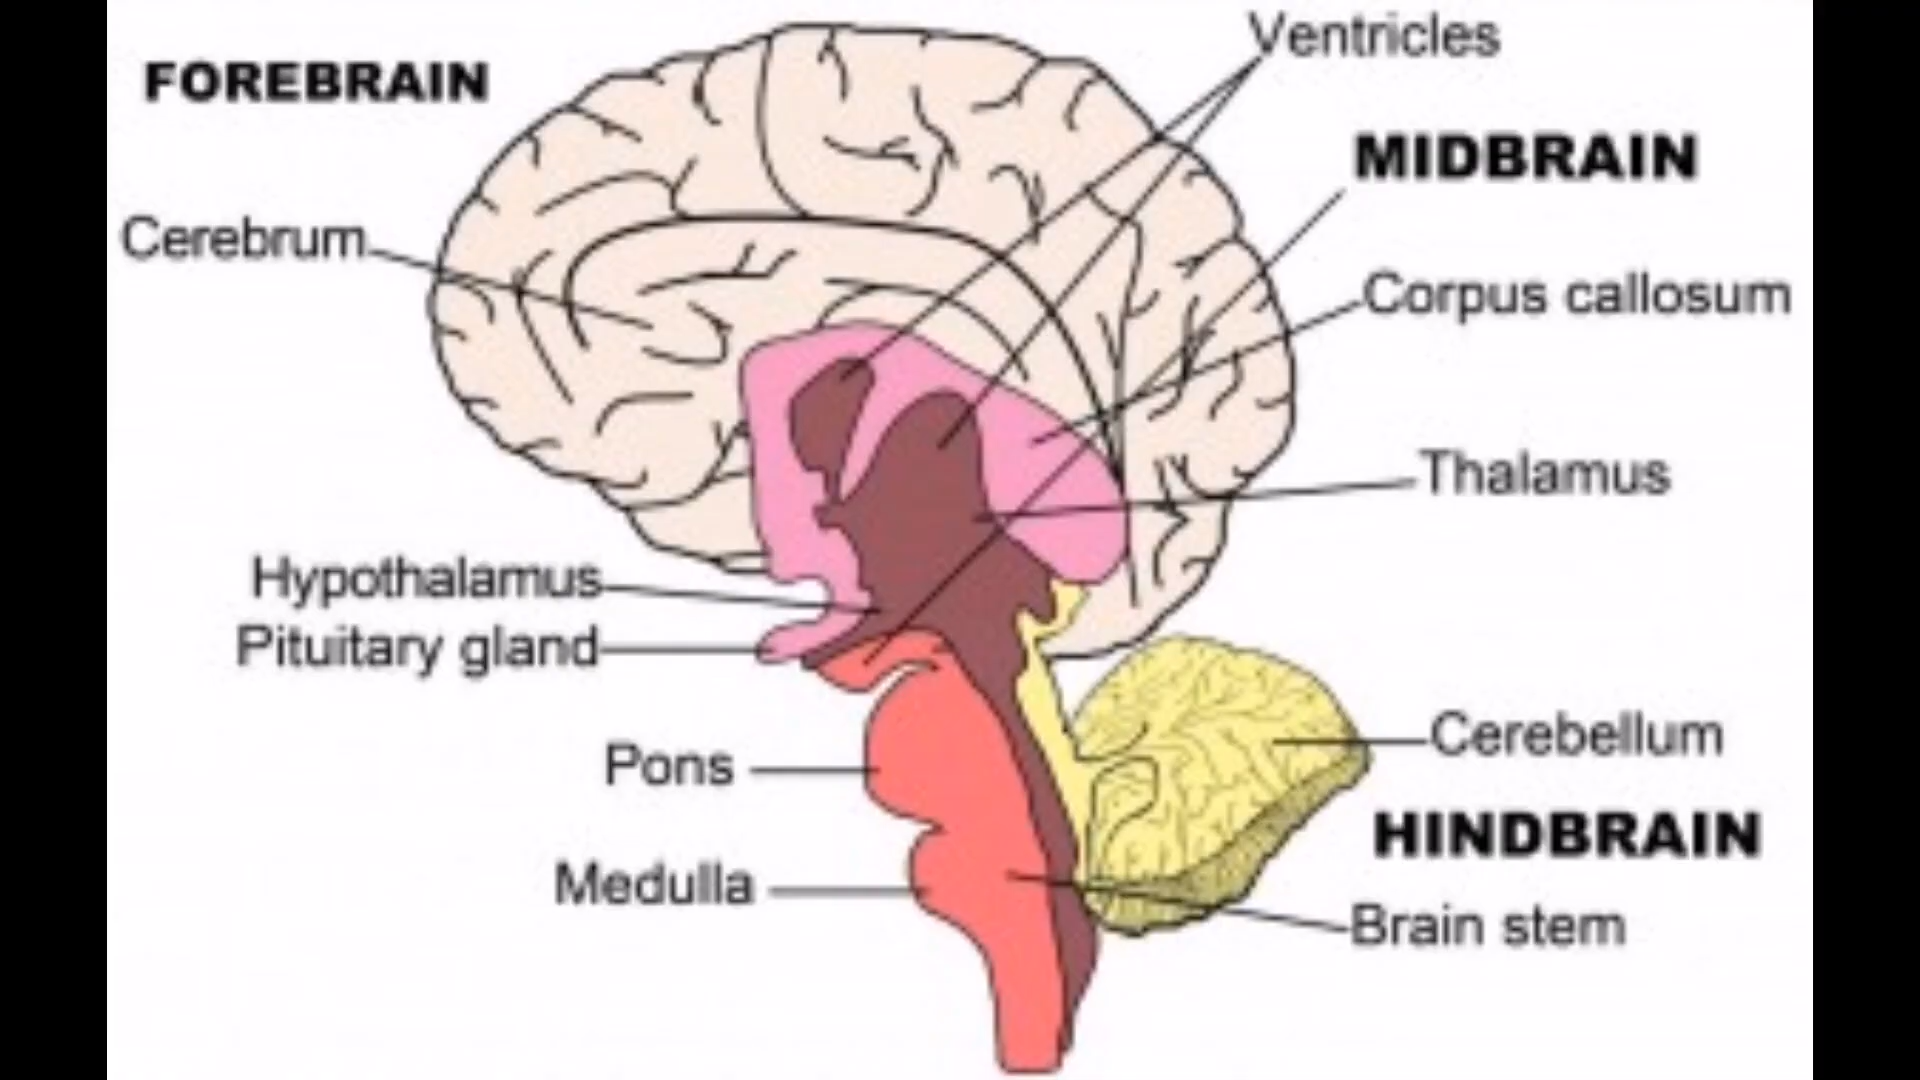 Ventricles
FOREBRAIN
MIDBRAIN
Cerebrum
Corpus callosum
Thalamus
Hypothalamus
Pituitary gland
Cerebellum
Pons
HINDBRAIN
Medulla
Brain stem